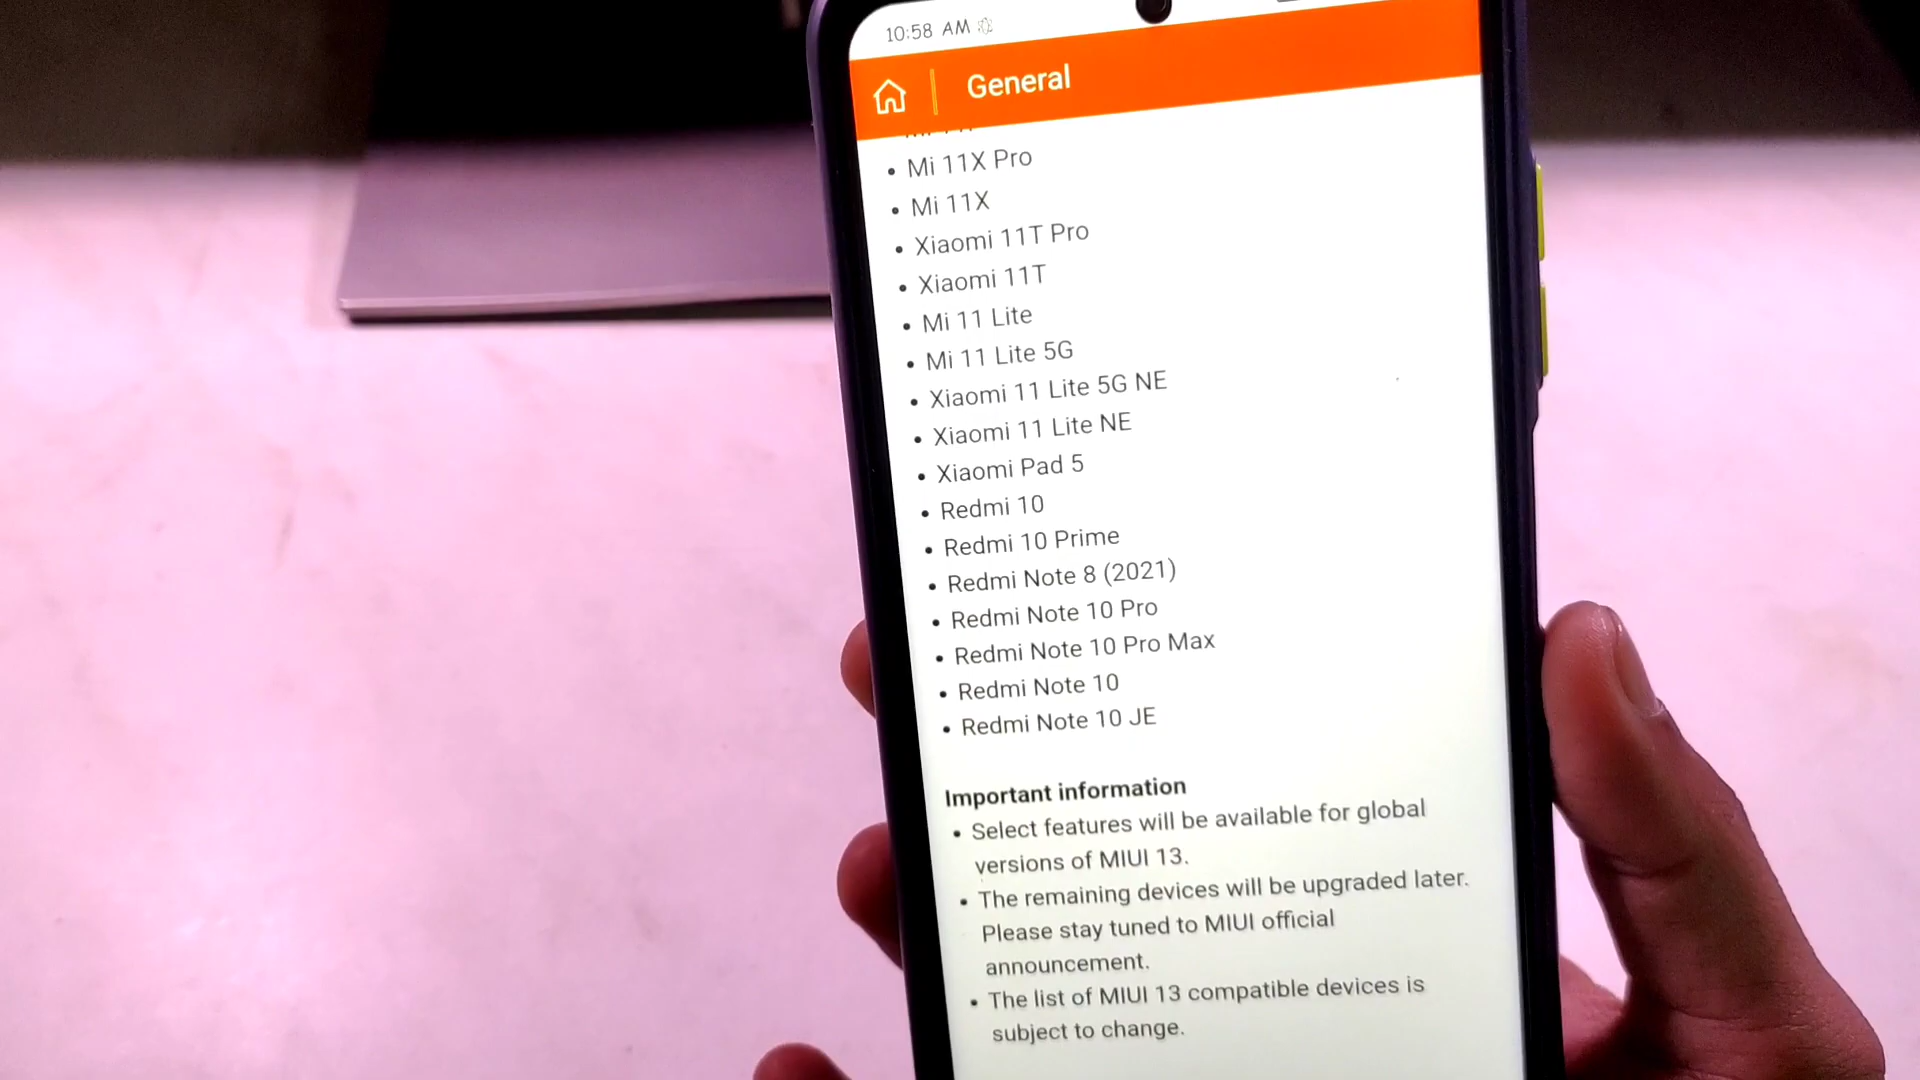 10:58 AM
General
• Mi 11X Pro
• Mi 11X
• Xiaomi 11T Pro
• Xiaomi 11T
• Mi 11 Lite
• Mi 11 Lite 5G
• Xiaomi 11 Lite 5G NE
• Xiaomi 11 Lite NE
• Xiaomi Pad 5
• Redmi 10
• Redmi 10 Prime
• Redmi Note 8 (2021)
• Redmi Note 10 Pro
• Redmi Note 10 Pro Max
• Redmi Note 10
• Redmi Note 10 JE
Important information
• Select features will be available for global
versions of MIUI 13.
• The remaining devices will be upgraded later.
Please stay tuned to MIUI official
announcement.
• The list of MIUI 13 compatible devices is
subject to change.